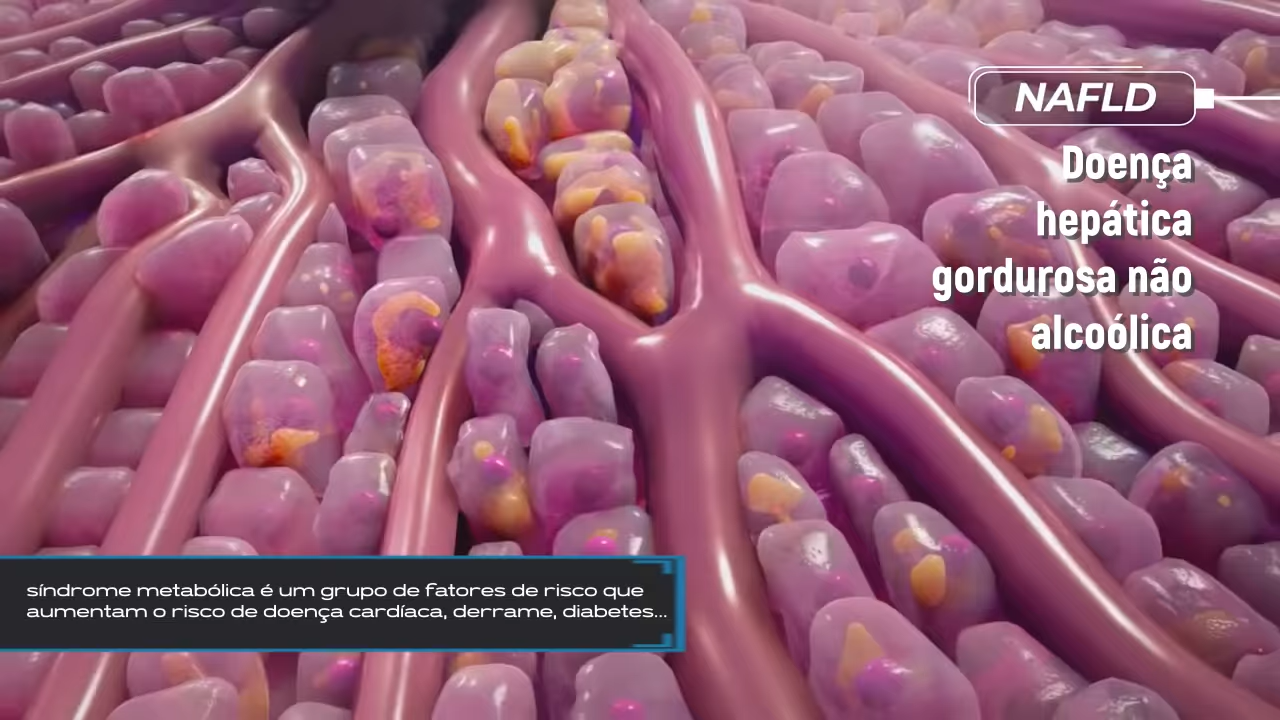 NAFLD
Doença
hepática
gordurosa não
alcoólica
síndrome metabólica é um grupo de fatores de risco que
aumentam o risco de doença cardíaca, derrame, diabetes...